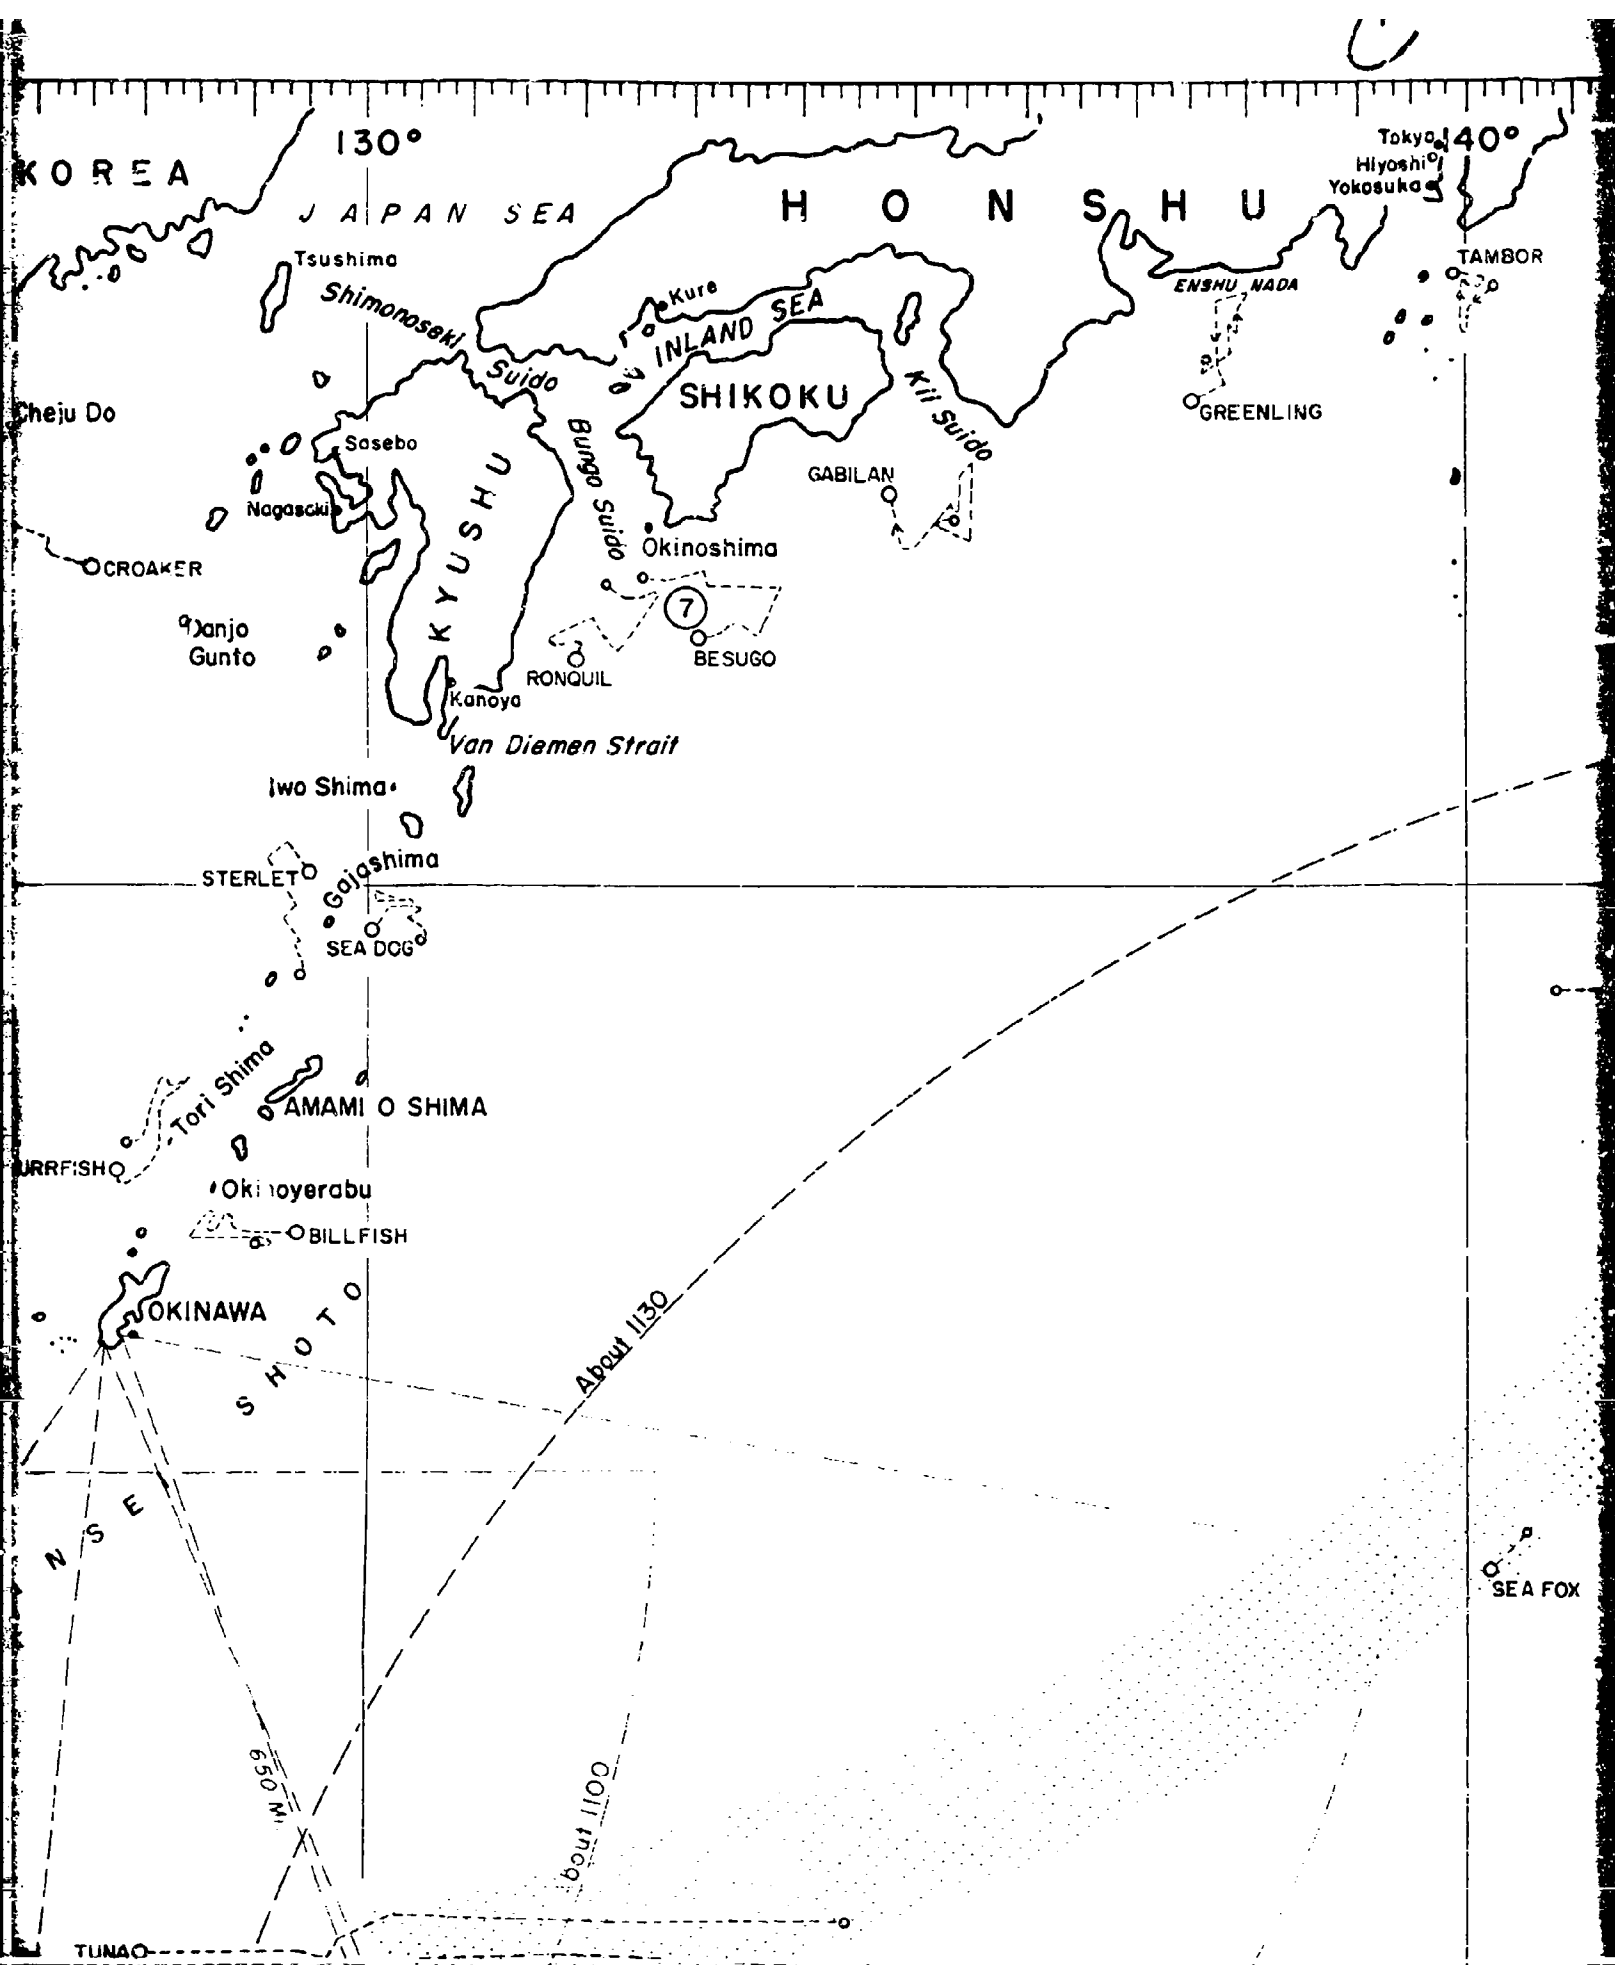 130°
140°
Tokyo
Hiyoshi
Yokosuka
KOREA
JAPAN SEA
HONSHU
Tsushima
Shimonoseki
Suido
Kure
INLAND SEA
ENSHU NADA
TAMBOR
Cheju Do
SHIKOKU
Kii Suido
GREENLING
Sasebo
Bungo Suido
GABILAN
Nagasaki
KYUSHU
Okinoshima
CROAKER
7
Danjo
Gunto
BESUGO
RONQUIL
Kanoya
Van Diemen Strait
Iwo Shima
Gajashima
STERLET
SEA DOG
Tori Shima
AMAMI O SHIMA
URRFISH
Okinoyerabu
BILLFISH
OKINAWA
SHOTO
About 1130
NSE
SEA FOX
650 Mi
bout 1100
TUNA